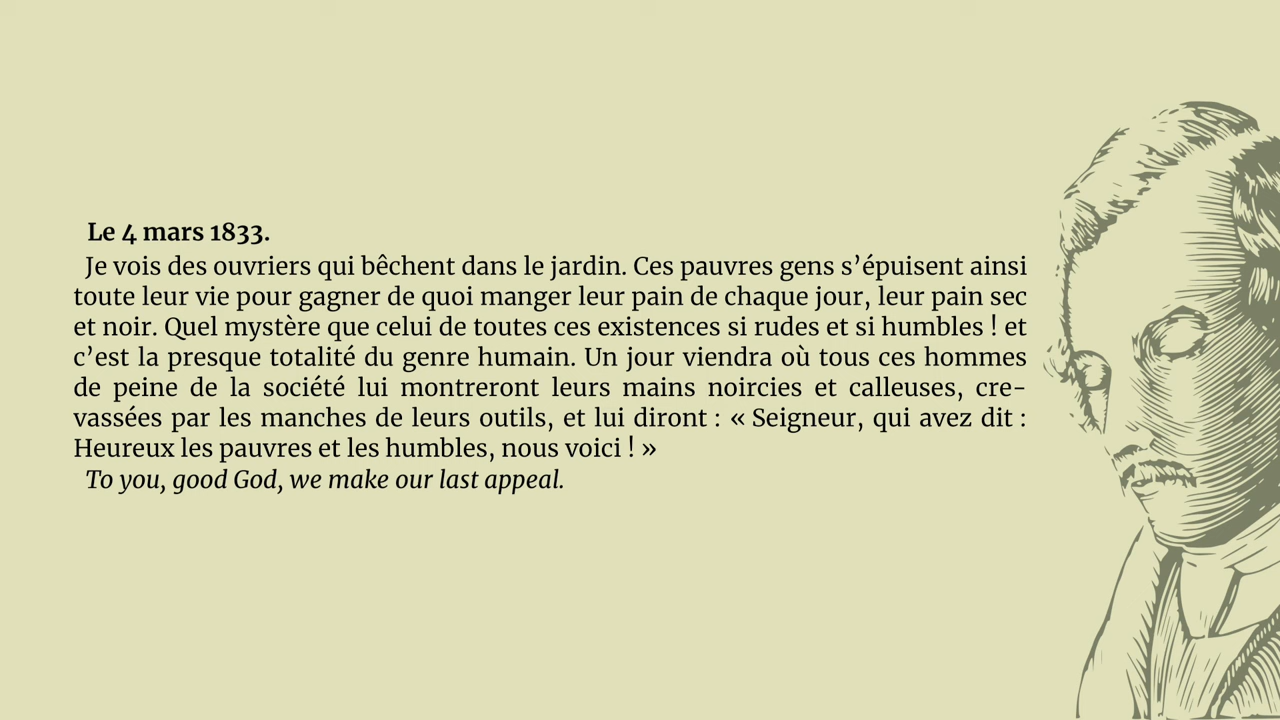 Le 4 mars 1833.
Je vois des ouvriers qui bêchent dans le jardin. Ces pauvres gens s’épuisent ainsi
toute leur vie pour gagner de quoi manger leur pain de chaque jour, leur pain sec
et noir. Quel mystère que celui de toutes ces existences si rudes et si humbles ! et
c’est la presque totalité du genre humain. Un jour viendra où tous ces hommes
de peine de la société lui montreront leurs mains noircies et calleuses, cre-
vassées par les manches de leurs outils, et lui diront : « Seigneur, qui avez dit :
Heureux les pauvres et les humbles, nous voici ! »
To you, good God, we make our last appeal.